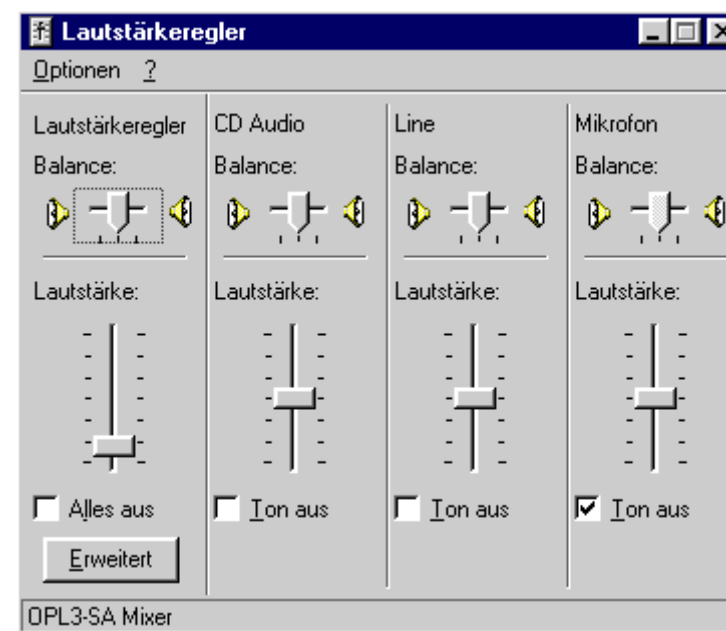 Lautstärkeregler
Optionen ?
Lautstärkeregler CD Audio Line Mikrofon
Balance: Balance: Balance: Balance:
Lautstärke: Lautstärke: Lautstärke: Lautstärke:
Alles aus Ton aus Ton aus Ton aus
Erweitert
OPL3-SA Mixer